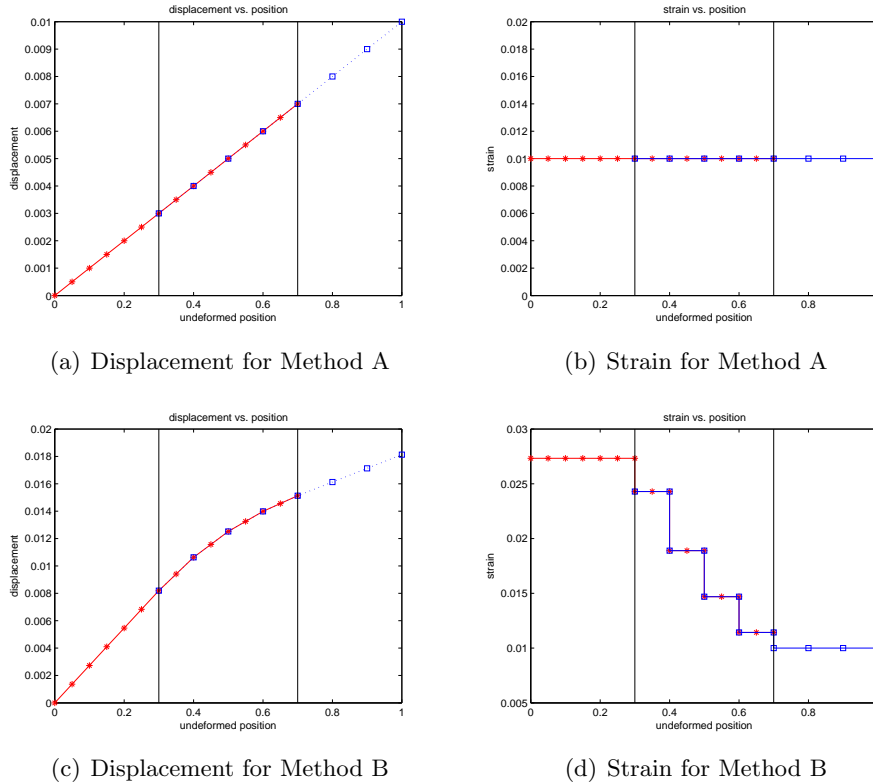 displacement vs. position
0.01
0.009
0.008
0.007
0.006
0.005
0.004
0.003
0.002
0.001
0
displacement
0 0.2 0.4 0.6 0.8 1
undeformed position
(a) Displacement for Method A
strain vs. position
0.02
0.018
0.016
0.014
0.012
0.01
0.008
0.006
0.004
0.002
0
strain
0 0.2 0.4 0.6 0.8
undeformed position
(b) Strain for Method A
displacement vs. position
0.02
0.018
0.016
0.014
0.012
0.01
0.008
0.006
0.004
0.002
0
displacement
0 0.2 0.4 0.6 0.8 1
undeformed position
(c) Displacement for Method B
strain vs. position
0.03
0.025
0.02
0.015
0.01
0.005
strain
0 0.2 0.4 0.6 0.8
undeformed position
(d) Strain for Method B